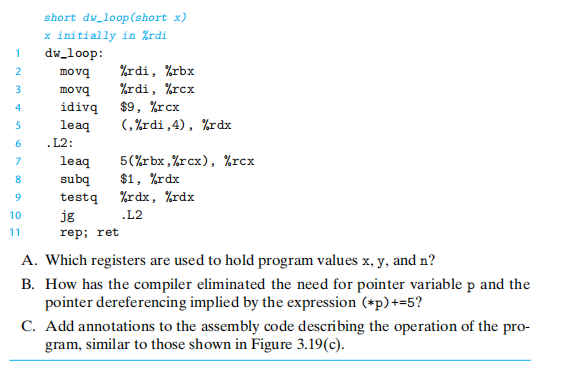 short dw_loop(short x)
x initially in %rdi
1 dw_loop:
2 movq %rdi, %rbx
3 movq %rdi, %rcx
4 idivq $9, %rcx
5 leaq (,%rdi,4), %rdx
6 .L2:
7 leaq 5(%rbx,%rcx), %rcx
8 subq $1, %rdx
9 testq %rdx, %rdx
10 jg .L2
11 rep; ret
A. Which registers are used to hold program values x, y, and n?
B. How has the compiler eliminated the need for pointer variable p and the
pointer dereferencing implied by the expression (*p)+=5?
C. Add annotations to the assembly code describing the operation of the pro-
gram, similar to those shown in Figure 3.19(c).